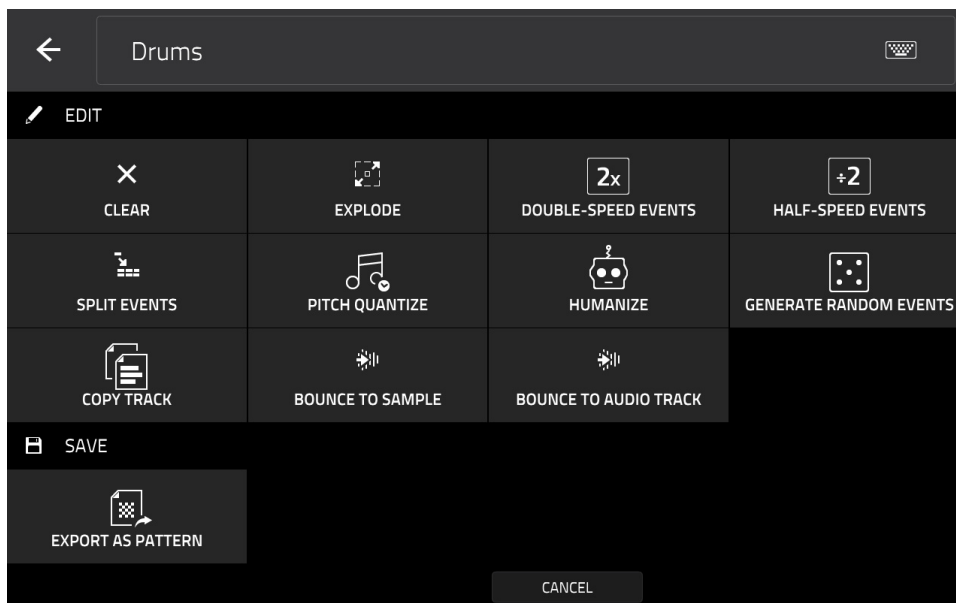 Drums
EDIT
CLEAR
EXPLODE
2x
DOUBLE-SPEED EVENTS
÷2
HALF-SPEED EVENTS
SPLIT EVENTS
PITCH QUANTIZE
HUMANIZE
GENERATE RANDOM EVENTS
COPY TRACK
BOUNCE TO SAMPLE
BOUNCE TO AUDIO TRACK
SAVE
EXPORT AS PATTERN
CANCEL